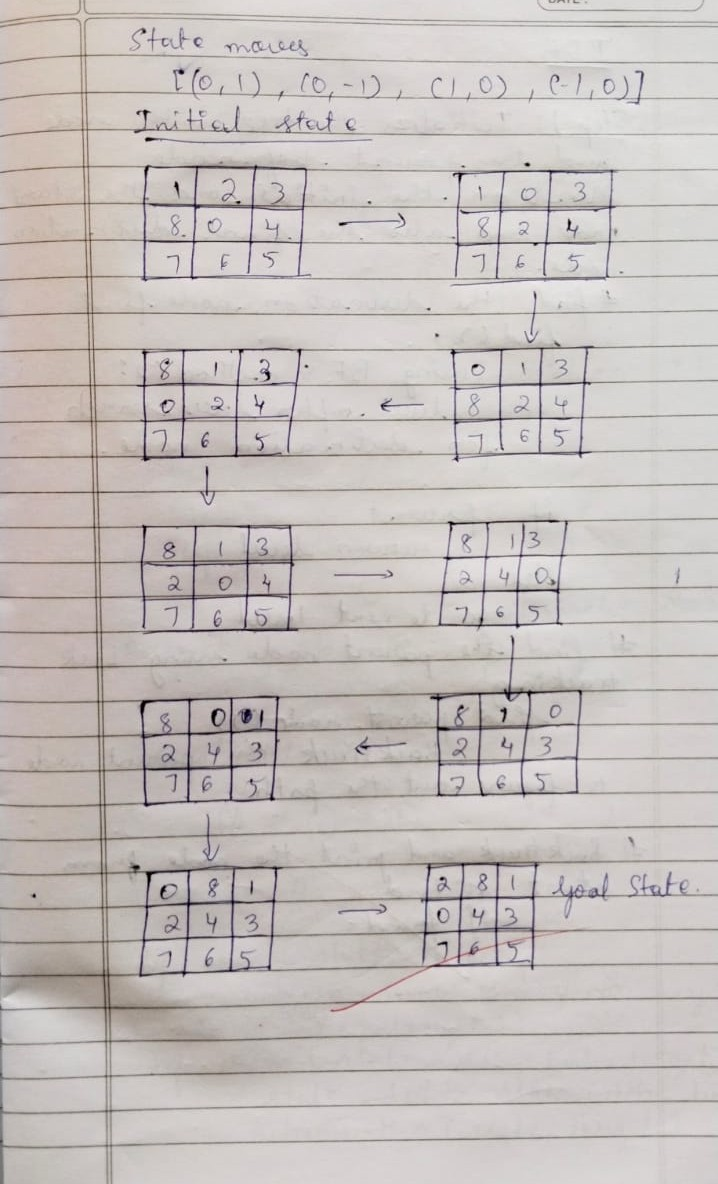 DATE:
State moves
[(0, 1), (0, -1), (1, 0), (-1, 0)]
Initial state
1 2 3
8 0 4
7 6 5
→
1 0 3
8 2 4
7 6 5
↓
0 1 3
8 2 4
7 6 5
←
8 1 3
0 2 4
7 6 5
↓
8 1 3
2 0 4
7 6 5
→
8 1 3
2 4 0
7 6 5
↓
8 1 0
2 4 3
7 6 5
←
8 0 1
2 4 3
7 6 5
↓
0 8 1
2 4 3
7 6 5
→
2 8 1
0 4 3
7 6 5
Goal State.